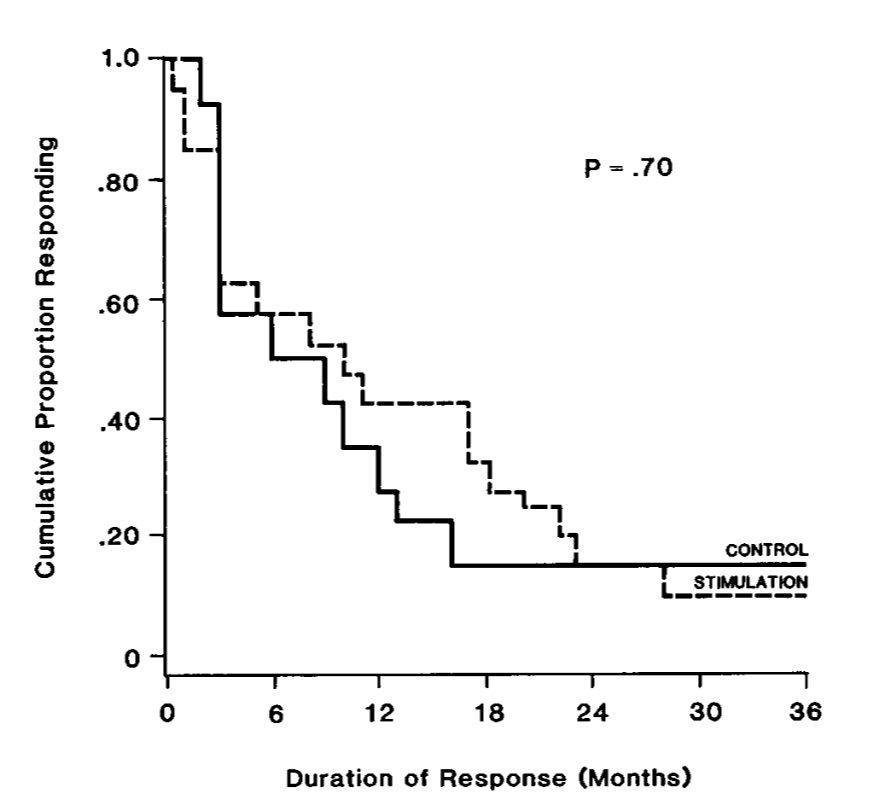 1.0
.80
.60
.40
.20
0
Cumulative Proportion Responding
P = .70
CONTROL
STIMULATION
0 6 12 18 24 30 36
Duration of Response (Months)